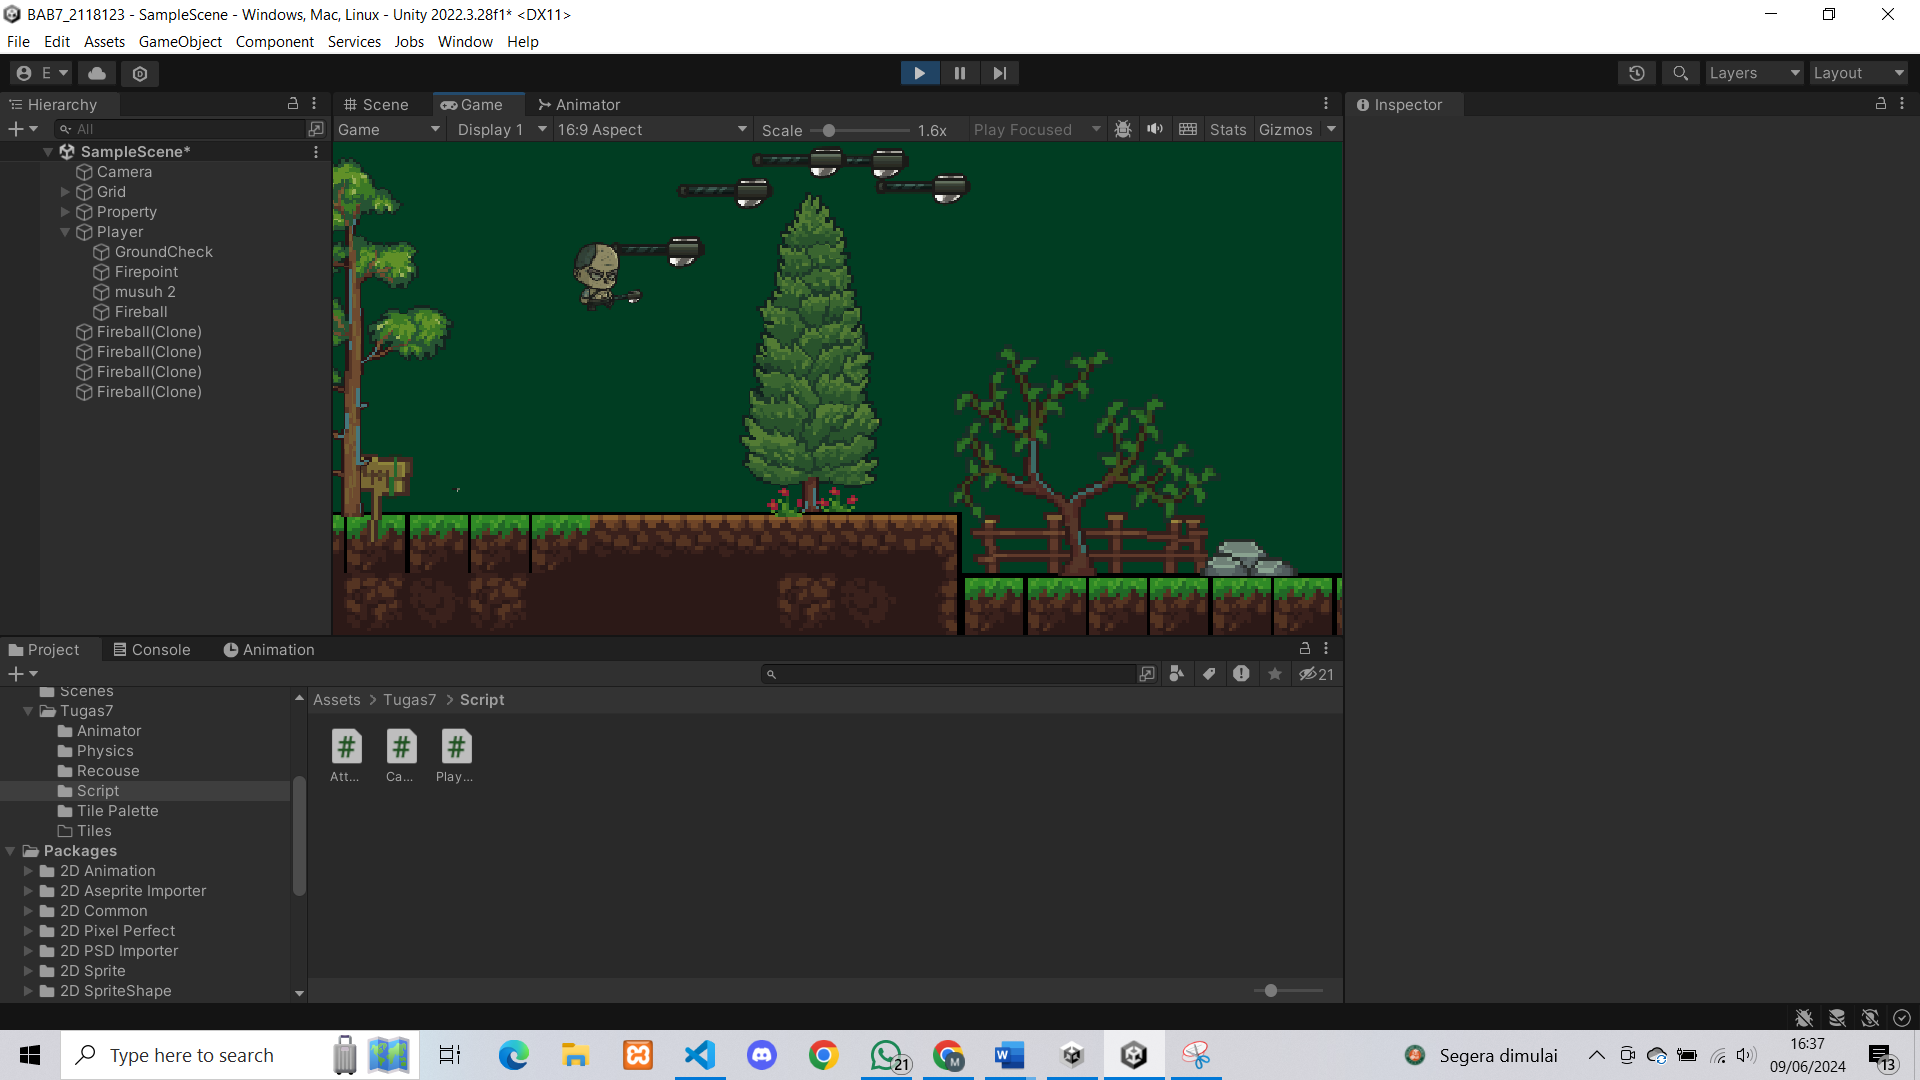 BAB7_2118123 - SampleScene - Windows, Mac, Linux - Unity 2022.3.28f1* <DX11>
File Edit Assets GameObject Component Services Jobs Window Help
E Layers Layout
Hierarchy
All
SampleScene*
Camera
Grid
Property
Player
GroundCheck
Firepoint
musuh 2
Fireball
Fireball(Clone)
Fireball(Clone)
Fireball(Clone)
Fireball(Clone)
Scene Game Animator
Game Display 1 16:9 Aspect Scale 1.6x Play Focused Stats Gizmos
Inspector
Project Console Animation
21
Scenes
Tugas7
Animator
Physics
Recouse
Script
Tile Palette
Tiles
Packages
2D Animation
2D Aseprite Importer
2D Common
2D Pixel Perfect
2D PSD Importer
2D Sprite
2D SpriteShape
Assets > Tugas7 > Script
Att... Ca... Play...
Type here to search
21
M
Segera dimulai
16:37
09/06/2024
13